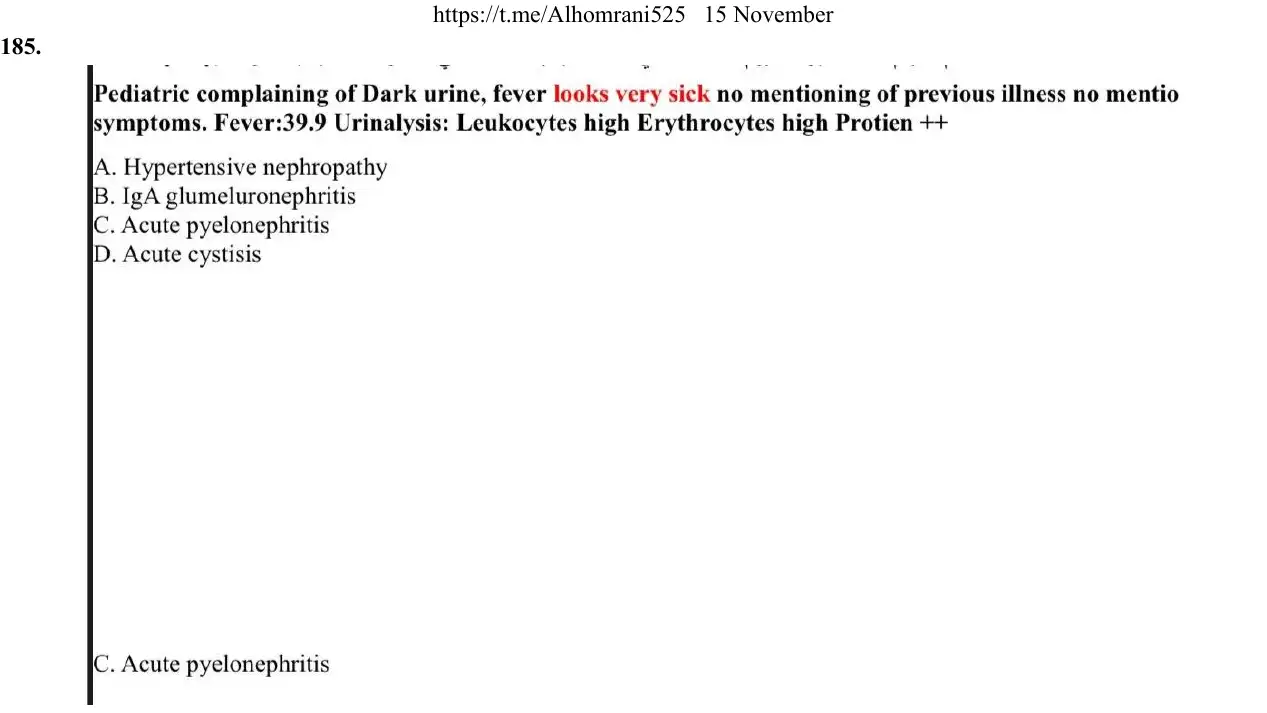 https://t.me/Alhomrani525 15 November
185.
Pediatric complaining of Dark urine, fever looks very sick no mentioning of previous illness no mentio
symptoms. Fever:39.9 Urinalysis: Leukocytes high Erythrocytes high Protien ++
A. Hypertensive nephropathy
B. IgA glumeluronephritis
C. Acute pyelonephritis
D. Acute cystisis
C. Acute pyelonephritis